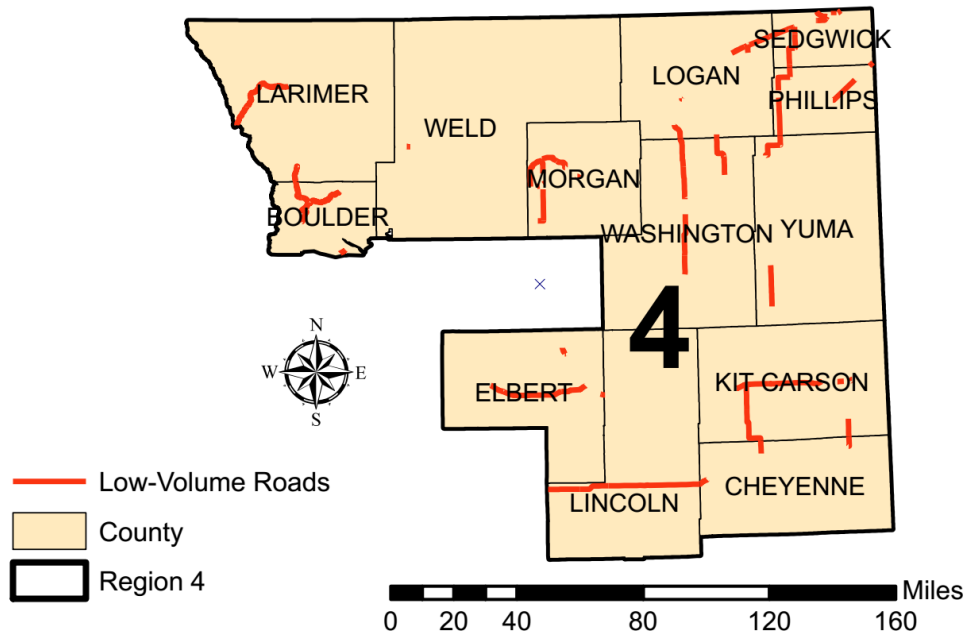 SEDGWICK
LOGAN
LARIMER
PHILLIPS
WELD
MORGAN
BOULDER
WASHINGTON
YUMA
4
N
W
E
S
KIT CARSON
ELBERT
CHEYENNE
LINCOLN
Low-Volume Roads
County
Region 4
Miles
0 20 40 80 120 160